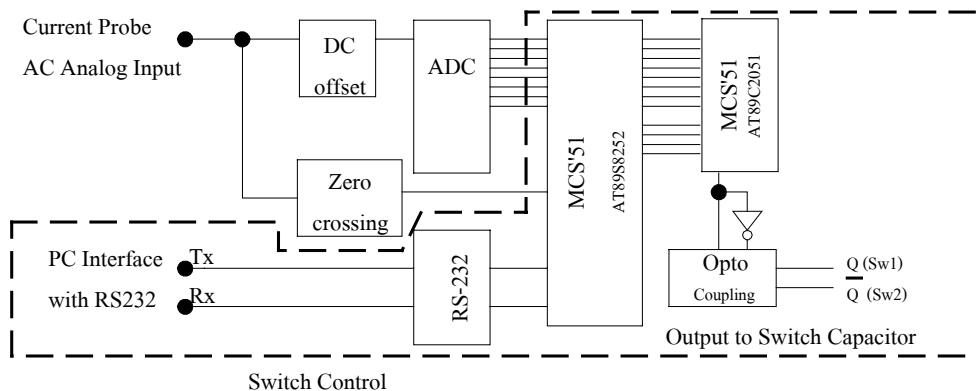 Current Probe
AC Analog Input
DC
offset
ADC
MCS'51
AT89S8252
MCS'51
AT89C2051
Zero
crossing
PC Interface
with RS232
Tx
Rx
RS-232
Opto
Coupling
Q (Sw1)
Q (Sw2)
Output to Switch Capacitor
Switch Control